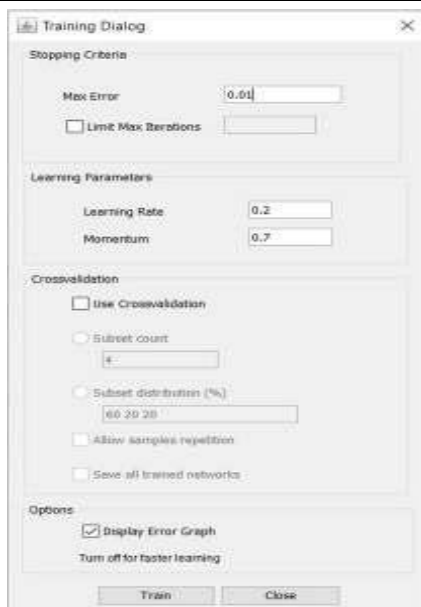 Training Dialog
Stopping Criteria
Max Error 0.01
Limit Max Iterations
Learning Parameters
Learning Rate 0.2
Momentum 0.7
Crossvalidation
Use Crossvalidation
Subset count
4
Subset distribution (%)
60 20 20
Allow samples repetition
Save all trained networks
Options
Display Error Graph
Turn off for faster learning
Train Close